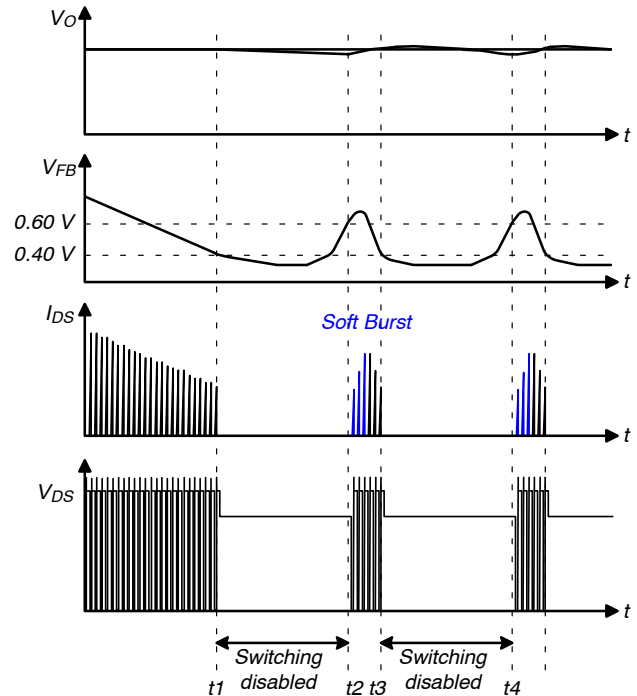 VO
t
VFB
0.60 V
0.40 V
t
IDS
Soft Burst
t
VDS
t
Switching disabled
Switching disabled
t1
t2
t3
t4